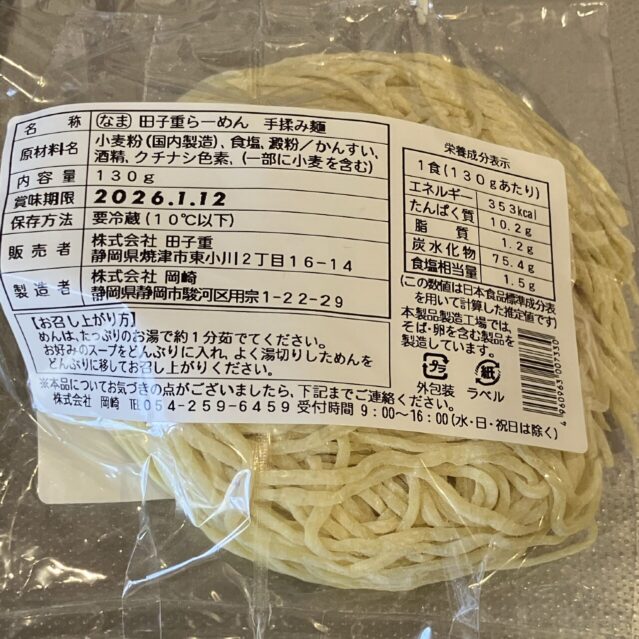 名称 なま 田子重らーめん 手揉み麺
原材料名 小麦粉(国内製造)、食塩、澱粉/かんすい、
酒精、クチナシ色素、(一部に小麦を含む)
内容量 130g
賞味期限 2026.1.12
保存方法 要冷蔵(10℃以下)
販売者 株式会社 田子重
静岡県焼津市東小川2丁目16-14
製造者 株式会社 岡崎
静岡県静岡市駿河区用宗1-22-29
【お召し上がり方】
めんは、たっぷりのお湯で約1分茹でてください。
お好みのスープをどんぶりに入れ、よく湯切りしためんを
どんぶりに移してお召し上がりください。
※本品についてお気づきの点がございましたら、下記までご連絡ください。
株式会社 岡崎 TEL054-259-6459 受付時間 9:00~16:00(水・日・祝日は除く)
栄養成分表示
1食(130gあたり)
エネルギー 353kcal
たんぱく質 10.2g
脂質 1.2g
炭水化物 75.4g
食塩相当量 1.5g
(この数値は日本食品標準成分表
を用いて計算した推定値です)
本製品製造工場では、
そば・卵を含む製品も
製造しています。
プラ 紙
外包装 ラベル
4960963007330